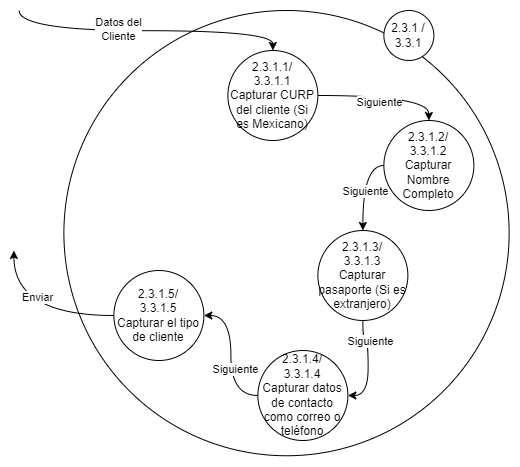 Datos del
Cliente
2.3.1 /
3.3.1
2.3.1.1/
3.3.1.1
Capturar CURP
del cliente (Si
es Mexicano)
Siguiente
2.3.1.2/
3.3.1.2
Capturar
Nombre
Completo
Siguiente
2.3.1.3/
3.3.1.3
Capturar
pasaporte (Si es
extranjero)
Siguiente
2.3.1.4/
3.3.1.4
Capturar datos
de contacto
como correo o
teléfono
Siguiente
2.3.1.5/
3.3.1.5
Capturar el tipo
de cliente
Enviar